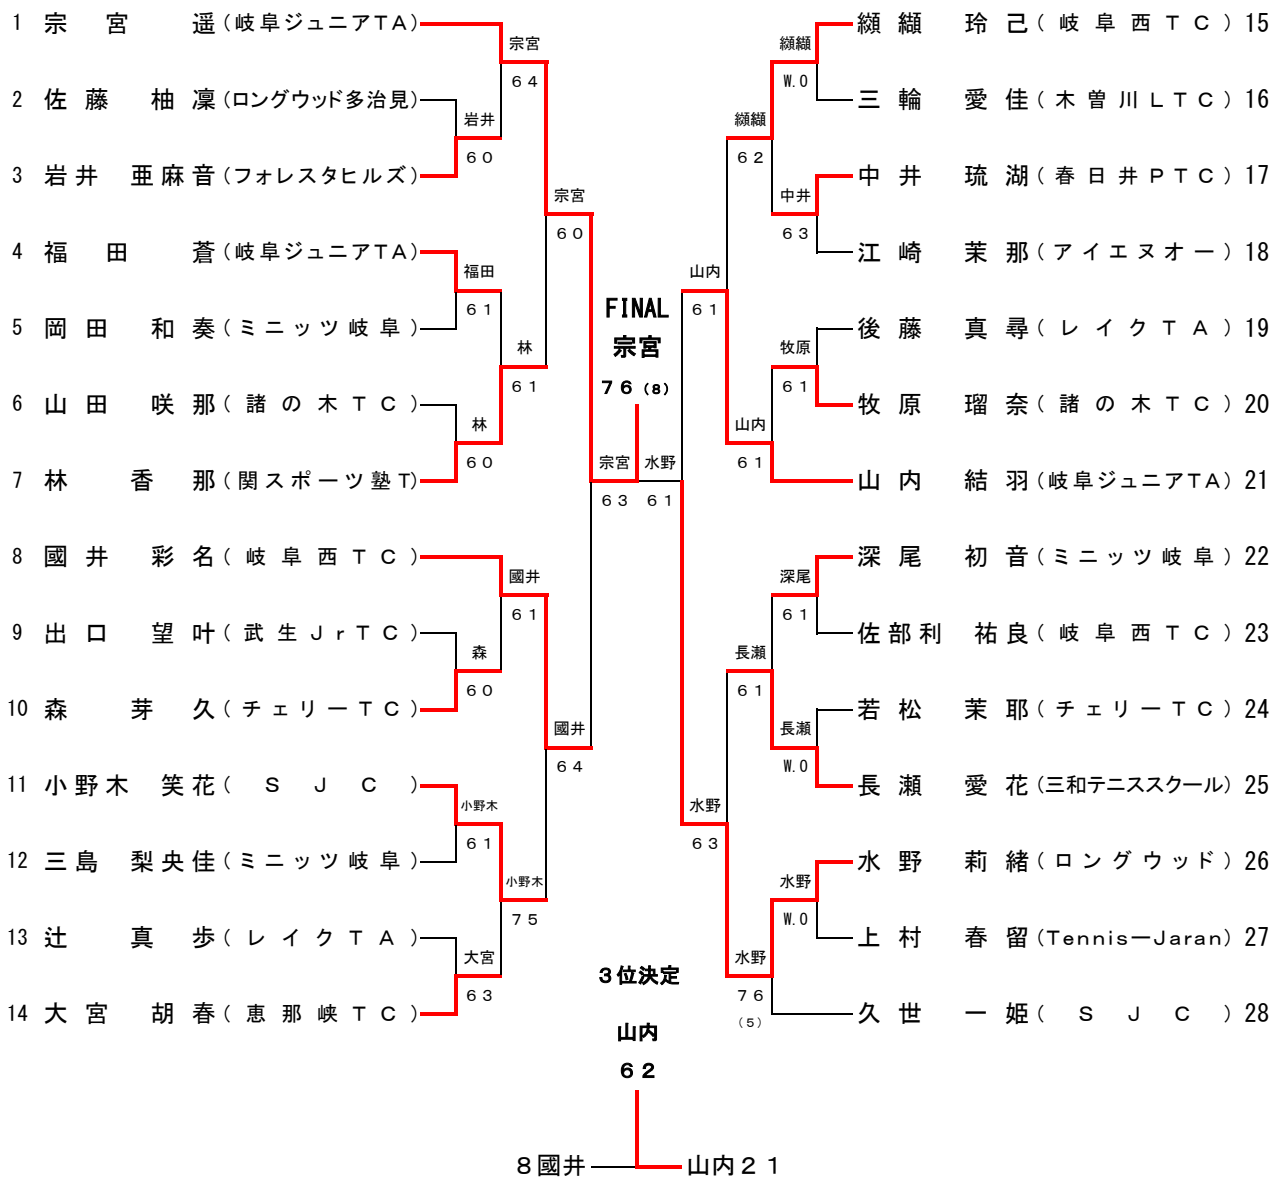 1 宗宮 遥(岐阜ジュニアTA)
宗宮
64
2 佐藤 柚凜(ロングウッド多治見)
岩井
60
3 岩井 亜麻音(フォレスタヒルズ)
宗宮
60
4 福田 蒼(岐阜ジュニアTA)
福田
61
5 岡田 和奏(ミニッツ岐阜)
林
61
6 山田 咲那(諸の木TC)
林
60
7 林 香那(関スポーツ塾T)
宗宮
63
8 國井 彩名(岐阜西TC)
國井
61
9 出口 望叶(武生JrTC)
森
60
10 森 芽久(チェリーTC)
國井
64
11 小野木 笑花(SJC)
小野木
61
12 三島 梨央佳(ミニッツ岐阜)
小野木
75
13 辻 真歩(レイクTA)
大宮
63
14 大宮 胡春(恵那峡TC)
FINAL
宗宮
76(8)
纐纈 玲己(岐阜西TC) 15
纐纈
W.0
三輪 愛佳(木曽川LTC) 16
纐纈
62
中井 琉湖(春日井PTC) 17
中井
63
江崎 茉那(アイエヌオー) 18
山内
61
後藤 真尋(レイクTA) 19
牧原
61
牧原 瑠奈(諸の木TC) 20
山内
61
山内 結羽(岐阜ジュニアTA) 21
水野
61
深尾 初音(ミニッツ岐阜) 22
深尾
61
佐部利 祐良(岐阜西TC) 23
長瀬
61
若松 茉耶(チェリーTC) 24
長瀬
W.0
長瀬 愛花(三和テニススクール) 25
水野
63
水野 莉緒(ロングウッド) 26
水野
W.0
上村 春留(Tennis―Jaran) 27
水野
76
(5)
久世 一姫(SJC) 28
3位決定
山内
62
8國井
山内21